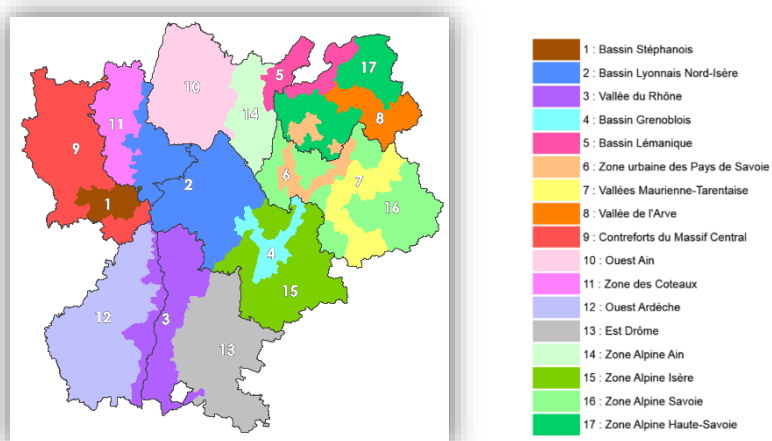 17
5
10
14
8
11
9
7
6
2
16
1
4
15
12
3
13
1 : Bassin Stéphanois
2 : Bassin Lyonnais Nord-Isère
3 : Vallée du Rhône
4 : Bassin Grenoblois
5 : Bassin Lémanique
6 : Zone urbaine des Pays de Savoie
7 : Vallées Maurienne-Tarentaise
8 : Vallée de l'Arve
9 : Contreforts du Massif Central
10 : Ouest Ain
11 : Zone des Coteaux
12 : Ouest Ardèche
13 : Est Drôme
14 : Zone Alpine Ain
15 : Zone Alpine Isère
16 : Zone Alpine Savoie
17 : Zone Alpine Haute-Savoie